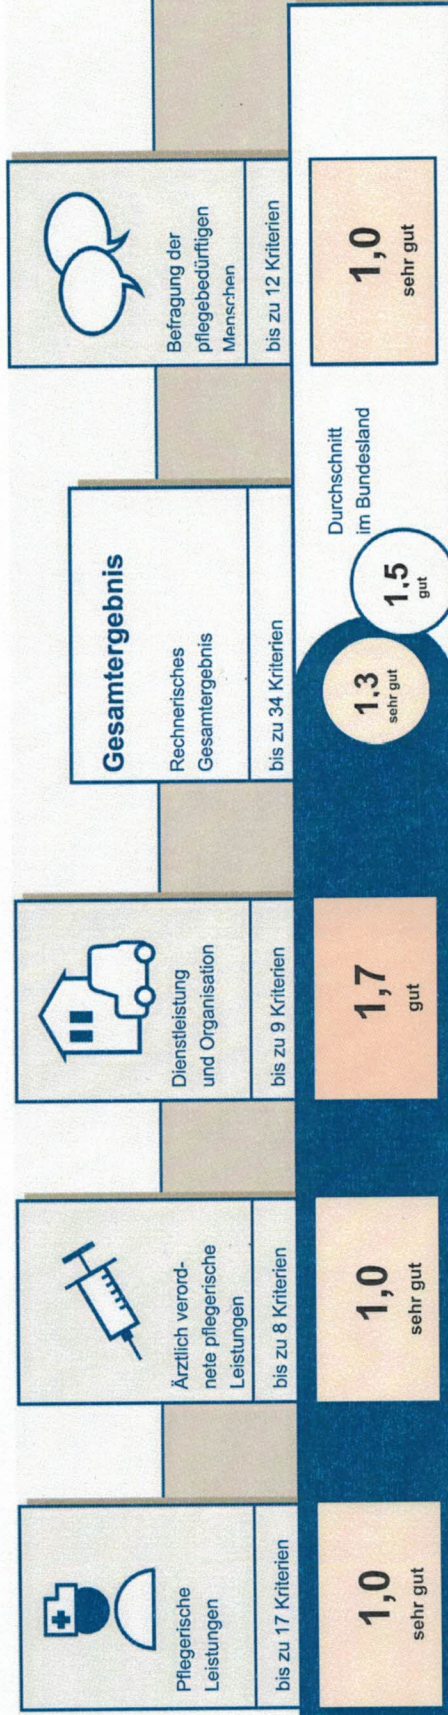 Pflegerische
Leistungen
bis zu 17 Kriterien
1,0
sehr gut
Ärztlich verord-
nete pflegerische
Leistungen
bis zu 8 Kriterien
1,0
sehr gut
Dienstleistung
und Organisation
bis zu 9 Kriterien
1,7
gut
Gesamtergebnis
Rechnerisches
Gesamtergebnis
bis zu 34 Kriterien
1.3
sehr gut
Durchschnitt
im Bundesland
1.5
gut
Befragung der
pflegebedürftigen
Menschen
bis zu 12 Kriterien
1,0
sehr gut